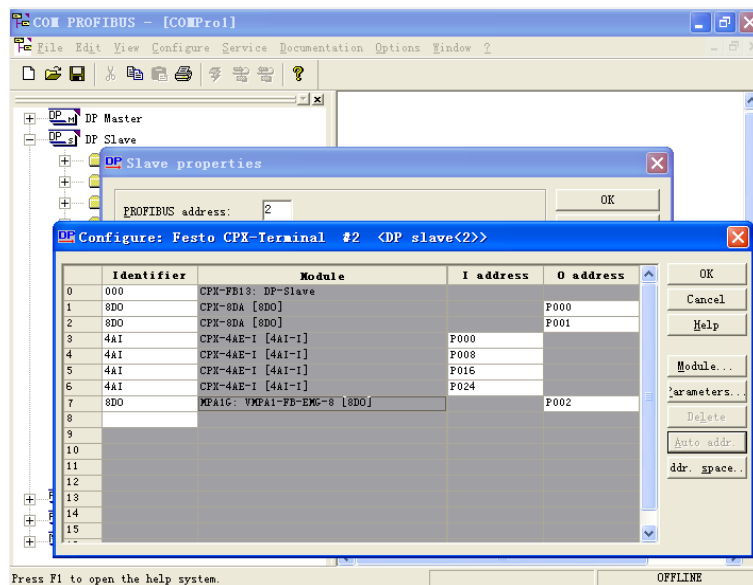 COM PROFIBUS - [COMPro1]
File Edit View Configure Service Documentation Options Window ?
DP M DP Master
DP S DP Slave
DP Slave properties
PROFIBUS address: 2 OK
DP Configure: Festo CPX-Terminal #2 <DP slave<2>>
Identifier Module I address O address OK
0 000 CPX-FB13: DP-Slave
1 8DO CPX-8DA [8DO] P000 Cancel
2 8DO CPX-8DA [8DO] P001 Help
3 4AI CPX-4AE-I [4AI-I] P000
4 4AI CPX-4AE-I [4AI-I] P008 Module...
5 4AI CPX-4AE-I [4AI-I] P016
6 4AI CPX-4AE-I [4AI-I] P024 Parameters..
7 8DO MPA1G: VMPA1-FB-EMG-8 [8DO] P002 Delete
8
9 Auto addr.
10
11 ddr. space..
12
13
14
15
Press F1 to open the help system. OFFLINE